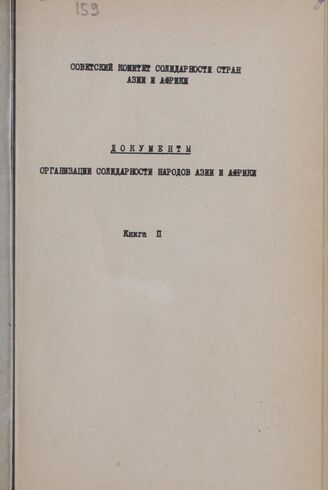 159
СОВЕТСКИЙ КОМИТЕТ СОЛИДАРНОСТИ СТРАН
АЗИИ И АФРИКИ
ДОКУМЕНТЫ
ОРГАНИЗАЦИИ СОЛИДАРНОСТИ НАРОДОВ АЗИИ И АФРИКИ
Книга II